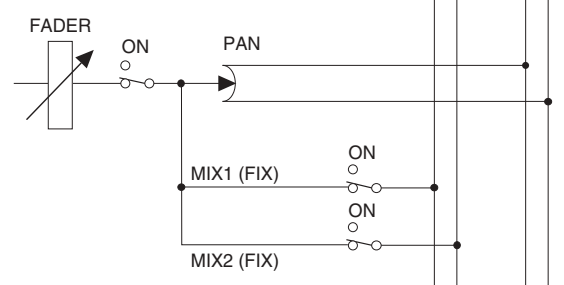 FADER
ON
PAN
ON
MIX1 (FIX)
ON
MIX2 (FIX)